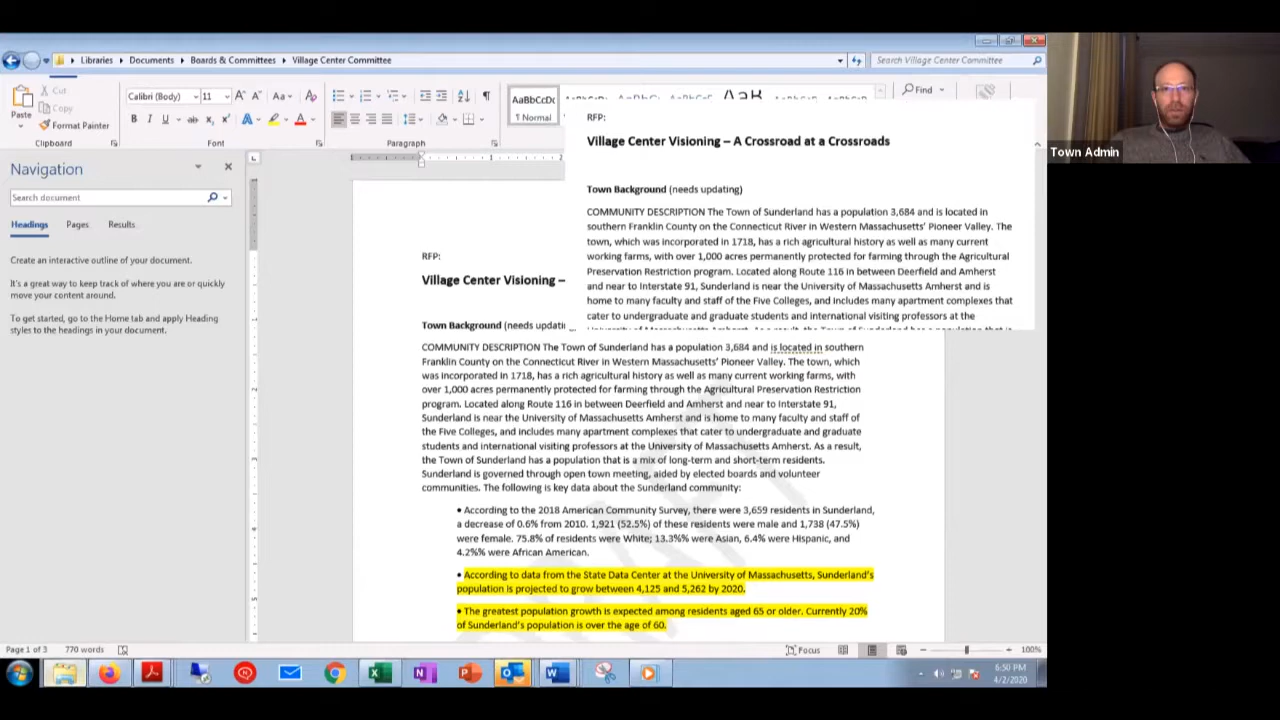 Libraries
Documents
Boards & Committees
Village Center Committee
Search Village Center Committee
Paste
Cut
Copy
Format Painter
Clipboard
Calibri (Body)
11
Font
Paragraph
AaBbCcDc
¶ Normal
Find
Navigation
Search document
Headings
Pages
Results
Create an interactive outline of your document.
It's a great way to keep track of where you are or quickly
move your content around.
To get started, go to the Home tab and apply Heading
styles to the headings in your document.
RFP:
Village Center Visioning – A Crossroad at a Crossroads
Town Background (needs updating)
COMMUNITY DESCRIPTION The Town of Sunderland has a population 3,684 and is located in
southern Franklin County on the Connecticut River in Western Massachusetts' Pioneer Valley. The
town, which was incorporated in 1718, has a rich agricultural history as well as many current
working farms, with over 1,000 acres permanently protected for farming through the Agricultural
Preservation Restriction program. Located along Route 116 in between Deerfield and Amherst
and near to Interstate 91, Sunderland is near the University of Massachusetts Amherst and is
home to many faculty and staff of the Five Colleges, and includes many apartment complexes that
cater to undergraduate and graduate students and international visiting professors at the
RFP:
Village Center Visioning –
Town Background (needs updati
COMMUNITY DESCRIPTION The Town of Sunderland has a population 3,684 and is located in southern
Franklin County on the Connecticut River in Western Massachusetts' Pioneer Valley. The town, which
was incorporated in 1718, has a rich agricultural history as well as many current working farms, with
over 1,000 acres permanently protected for farming through the Agricultural Preservation Restriction
program. Located along Route 116 in between Deerfield and Amherst and near to Interstate 91,
Sunderland is near the University of Massachusetts Amherst and is home to many faculty and staff of
the Five Colleges, and includes many apartment complexes that cater to undergraduate and graduate
students and international visiting professors at the University of Massachusetts Amherst. As a result,
the Town of Sunderland has a population that is a mix of long-term and short-term residents.
Sunderland is governed through open town meeting, aided by elected boards and volunteer
communities. The following is key data about the Sunderland community:
• According to the 2018 American Community Survey, there were 3,659 residents in Sunderland,
a decrease of 0.6% from 2010. 1,921 (52.5%) of these residents were male and 1,738 (47.5%)
were female. 75.8% of residents were White; 13.3%% were Asian, 6.4% were Hispanic, and
4.2%% were African American.
• According to data from the State Data Center at the University of Massachusetts, Sunderland's
population is projected to grow between 4,125 and 5,262 by 2020.
• The greatest population growth is expected among residents aged 65 or older. Currently 20%
of Sunderland's population is over the age of 60.
Page 1 of 3
770 words
Focus
100%
6:50 PM
4/2/2020
Town Admin